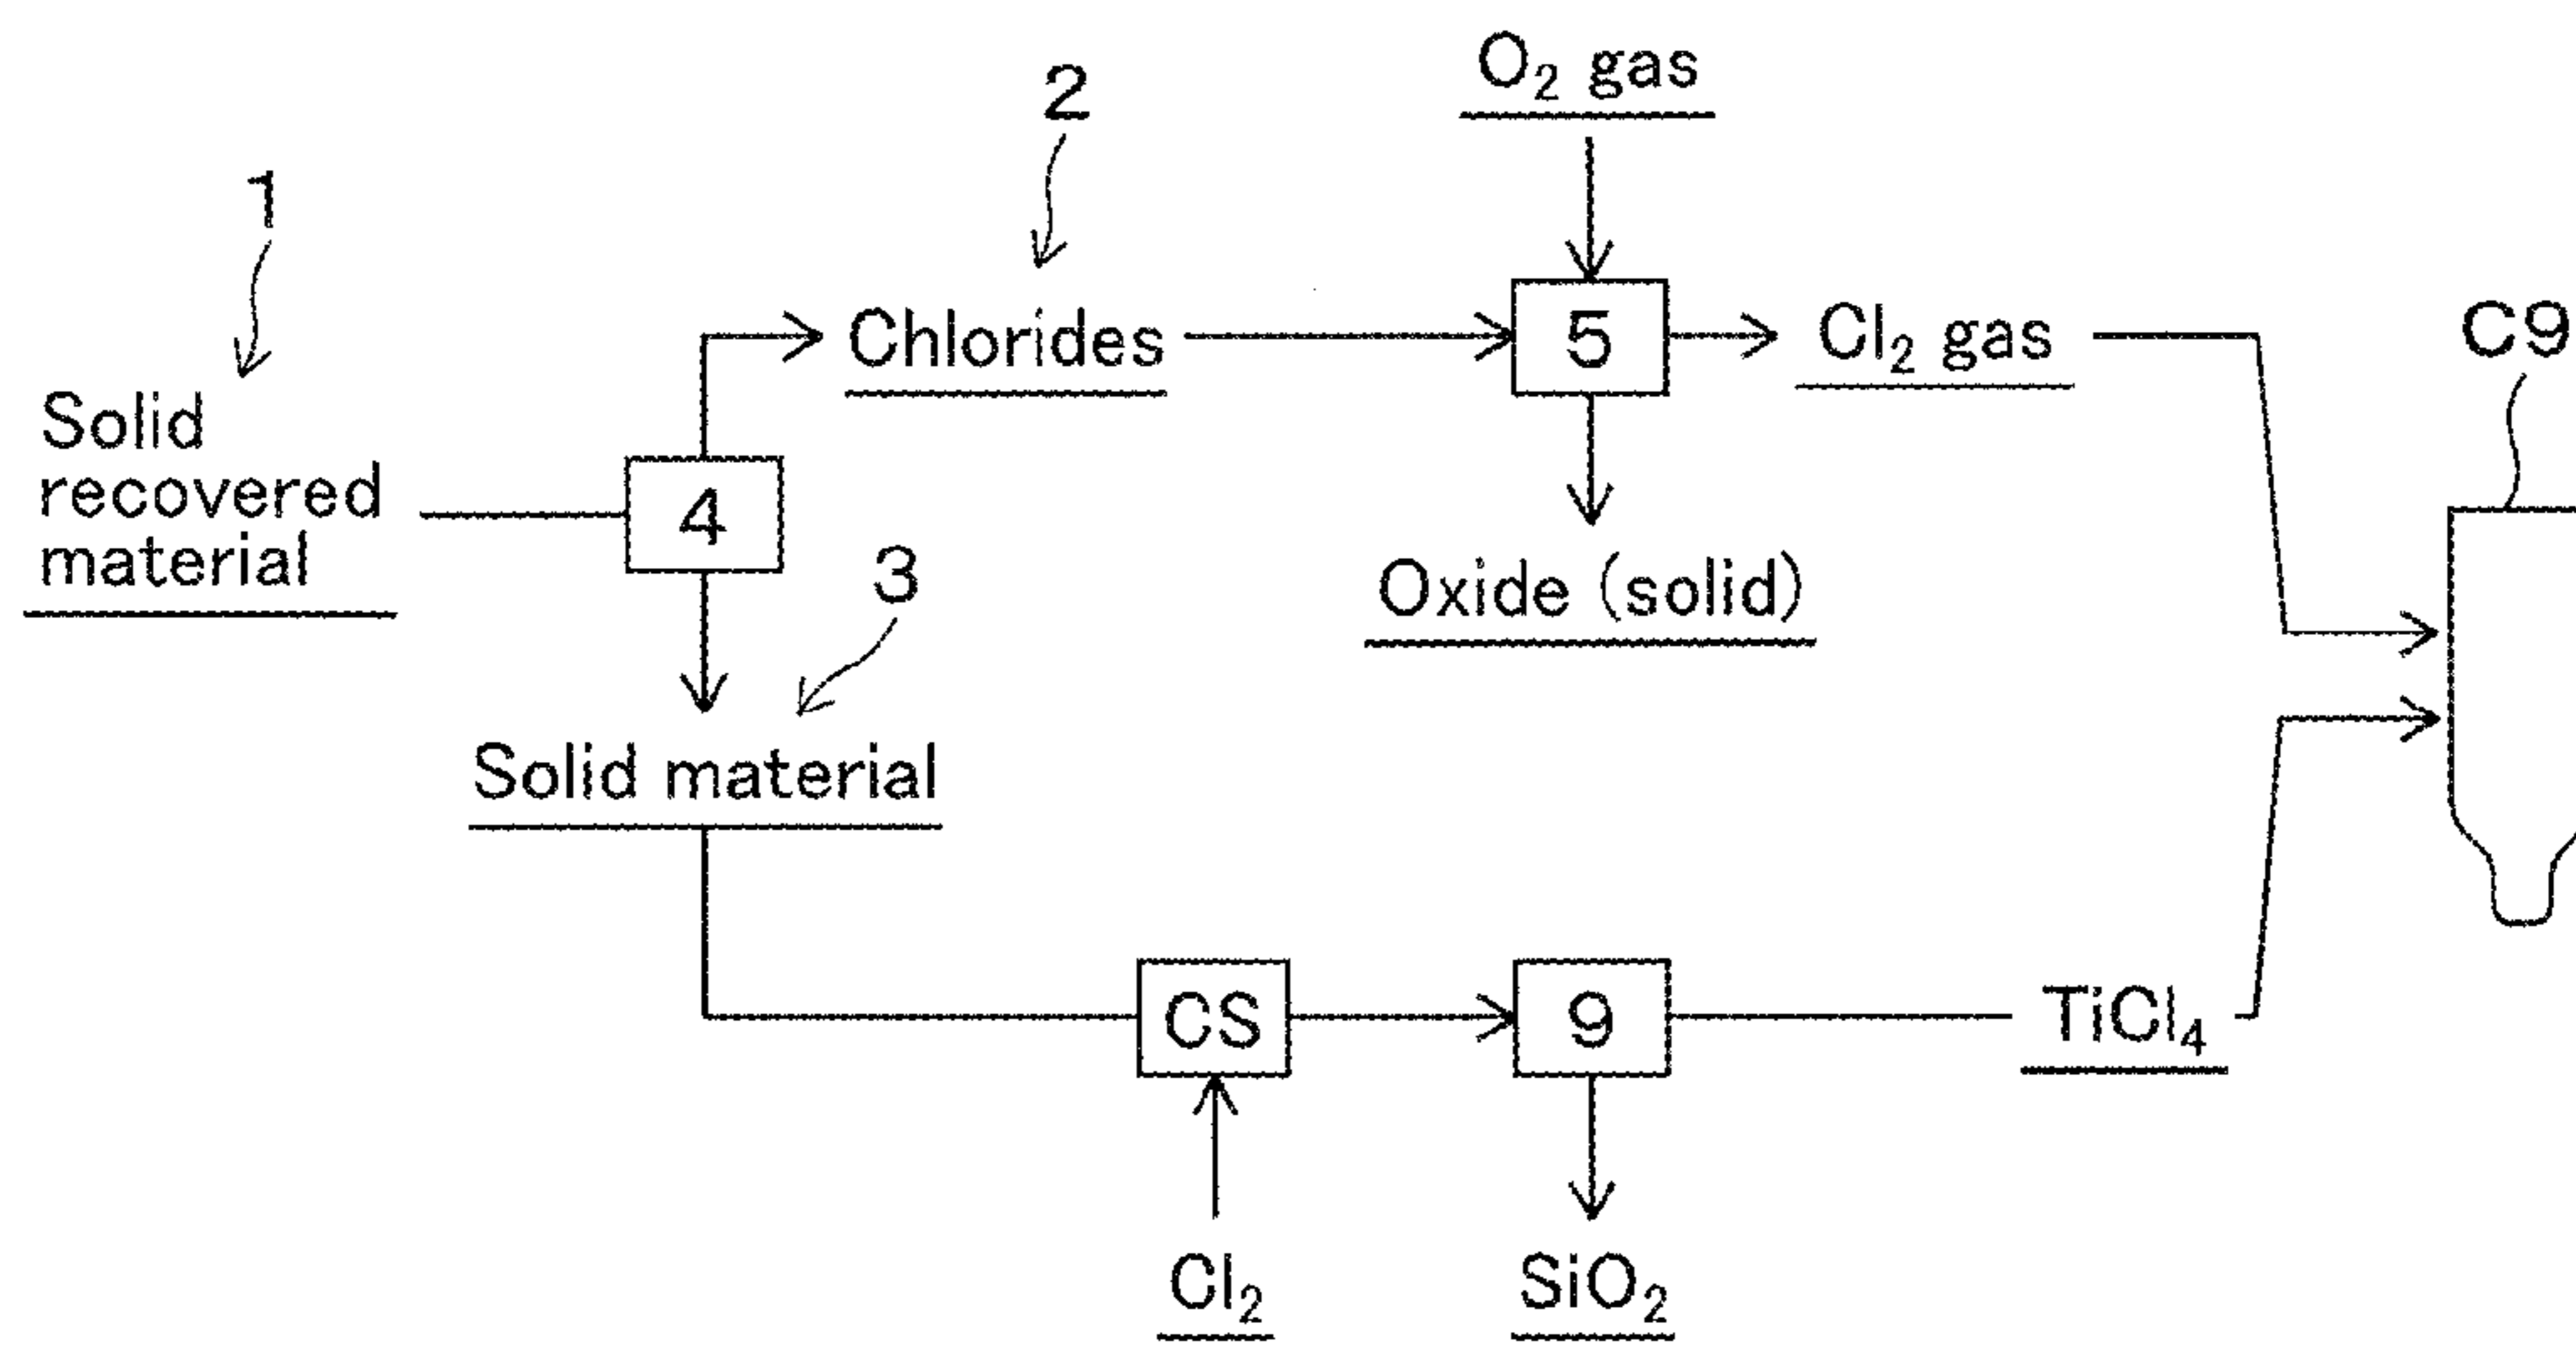 O2 gas
2
1
C9
Chlorides
5
Cl2 gas
Solid
recovered
material
4
3
Oxide (solid)
Solid material
CS
9
TiCl4
Cl2
SiO2